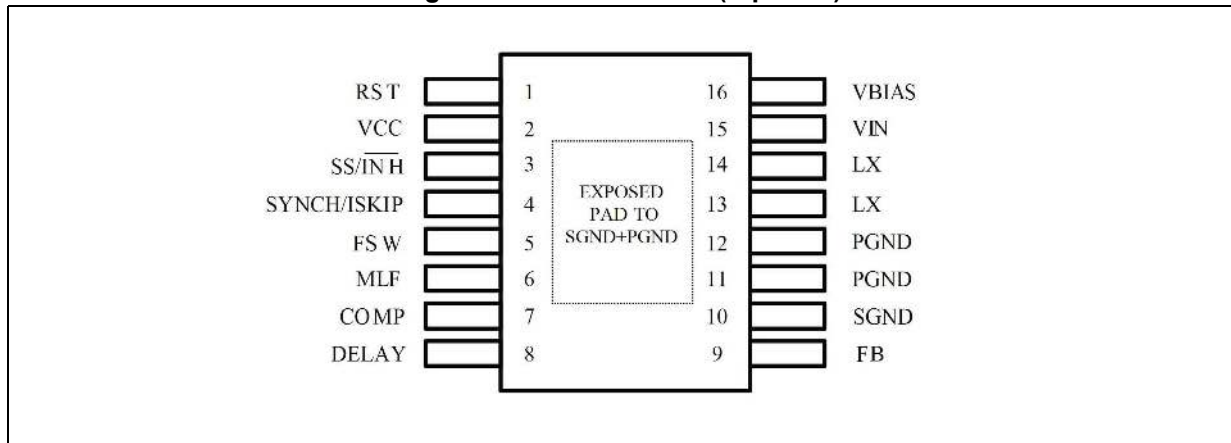 RST 1 16 VBIAS
VCC 2 15 VIN
SS/INH 3 14 LX
SYNCH/ISKIP 4 EXPOSED 13 LX
PAD TO
FSW 5 SGND+PGND 12 PGND
MLF 6 11 PGND
COMP 7 10 SGND
DELAY 8 9 FB